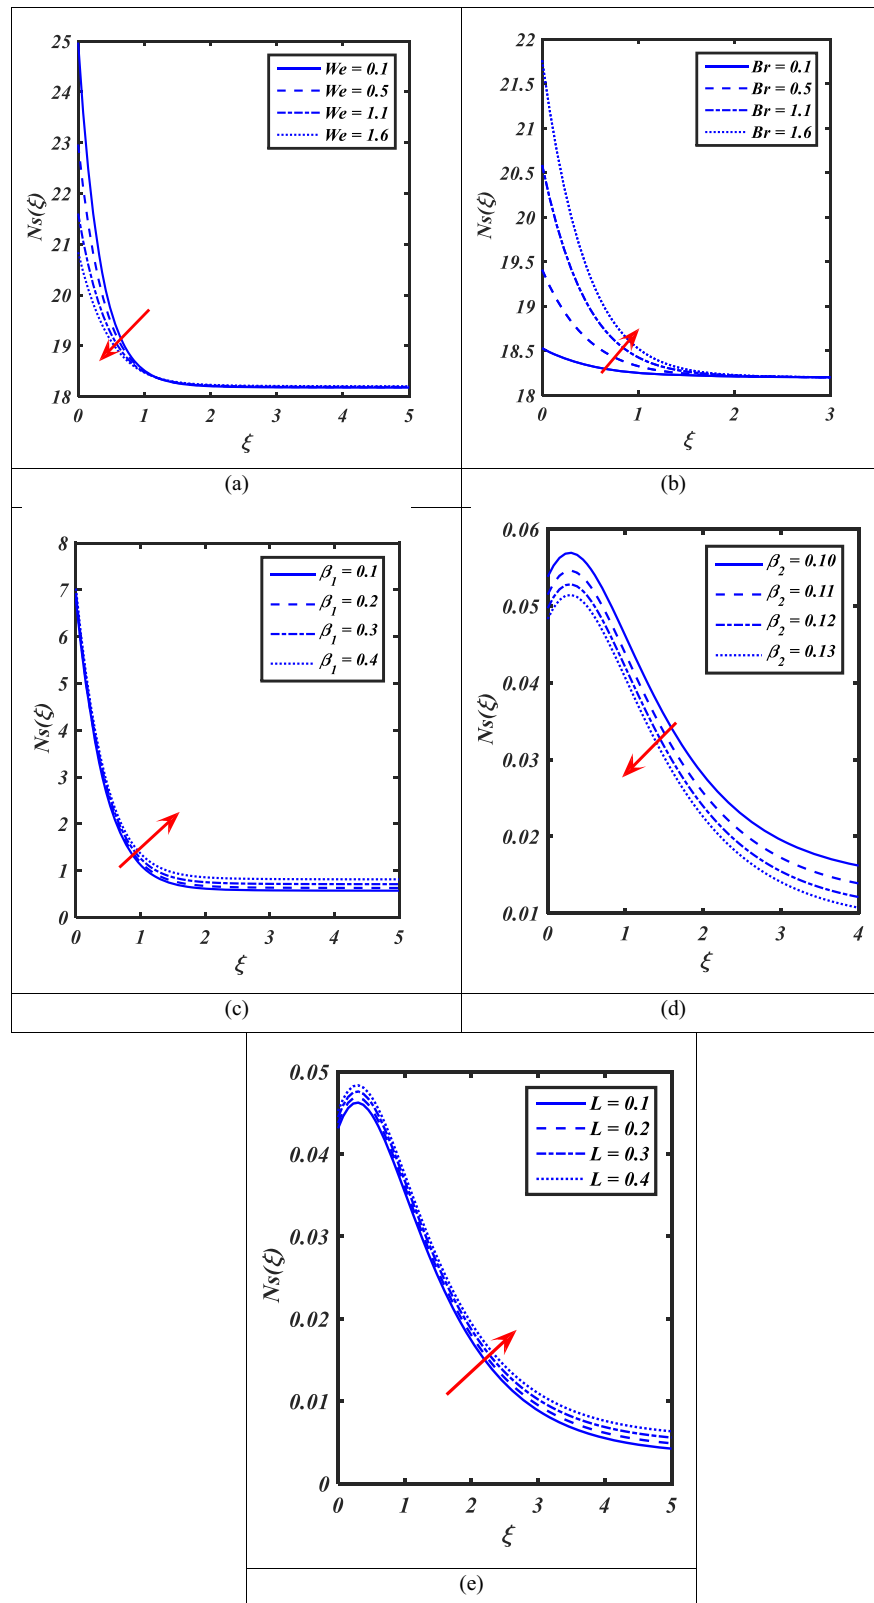 25
24
23
22
21
20
19
18
0 1 2 3 4 5
Ns(ξ)
ξ
We = 0.1
We = 0.5
We = 1.1
We = 1.6
(a)
22
21.5
21
20.5
20
19.5
19
18.5
18
0 1 2 3
Ns(ξ)
ξ
Br = 0.1
Br = 0.5
Br = 1.1
Br = 1.6
(b)
8
7
6
5
4
3
2
1
0
0 1 2 3 4 5
Ns(ξ)
ξ
β1 = 0.1
β1 = 0.2
β1 = 0.3
β1 = 0.4
(c)
0.06
0.05
0.04
0.03
0.02
0.01
0 1 2 3 4
Ns(ξ)
ξ
β2 = 0.10
β2 = 0.11
β2 = 0.12
β2 = 0.13
(d)
0.05
0.04
0.03
0.02
0.01
0
0 1 2 3 4 5
Ns(ξ)
ξ
L = 0.1
L = 0.2
L = 0.3
L = 0.4
(e)